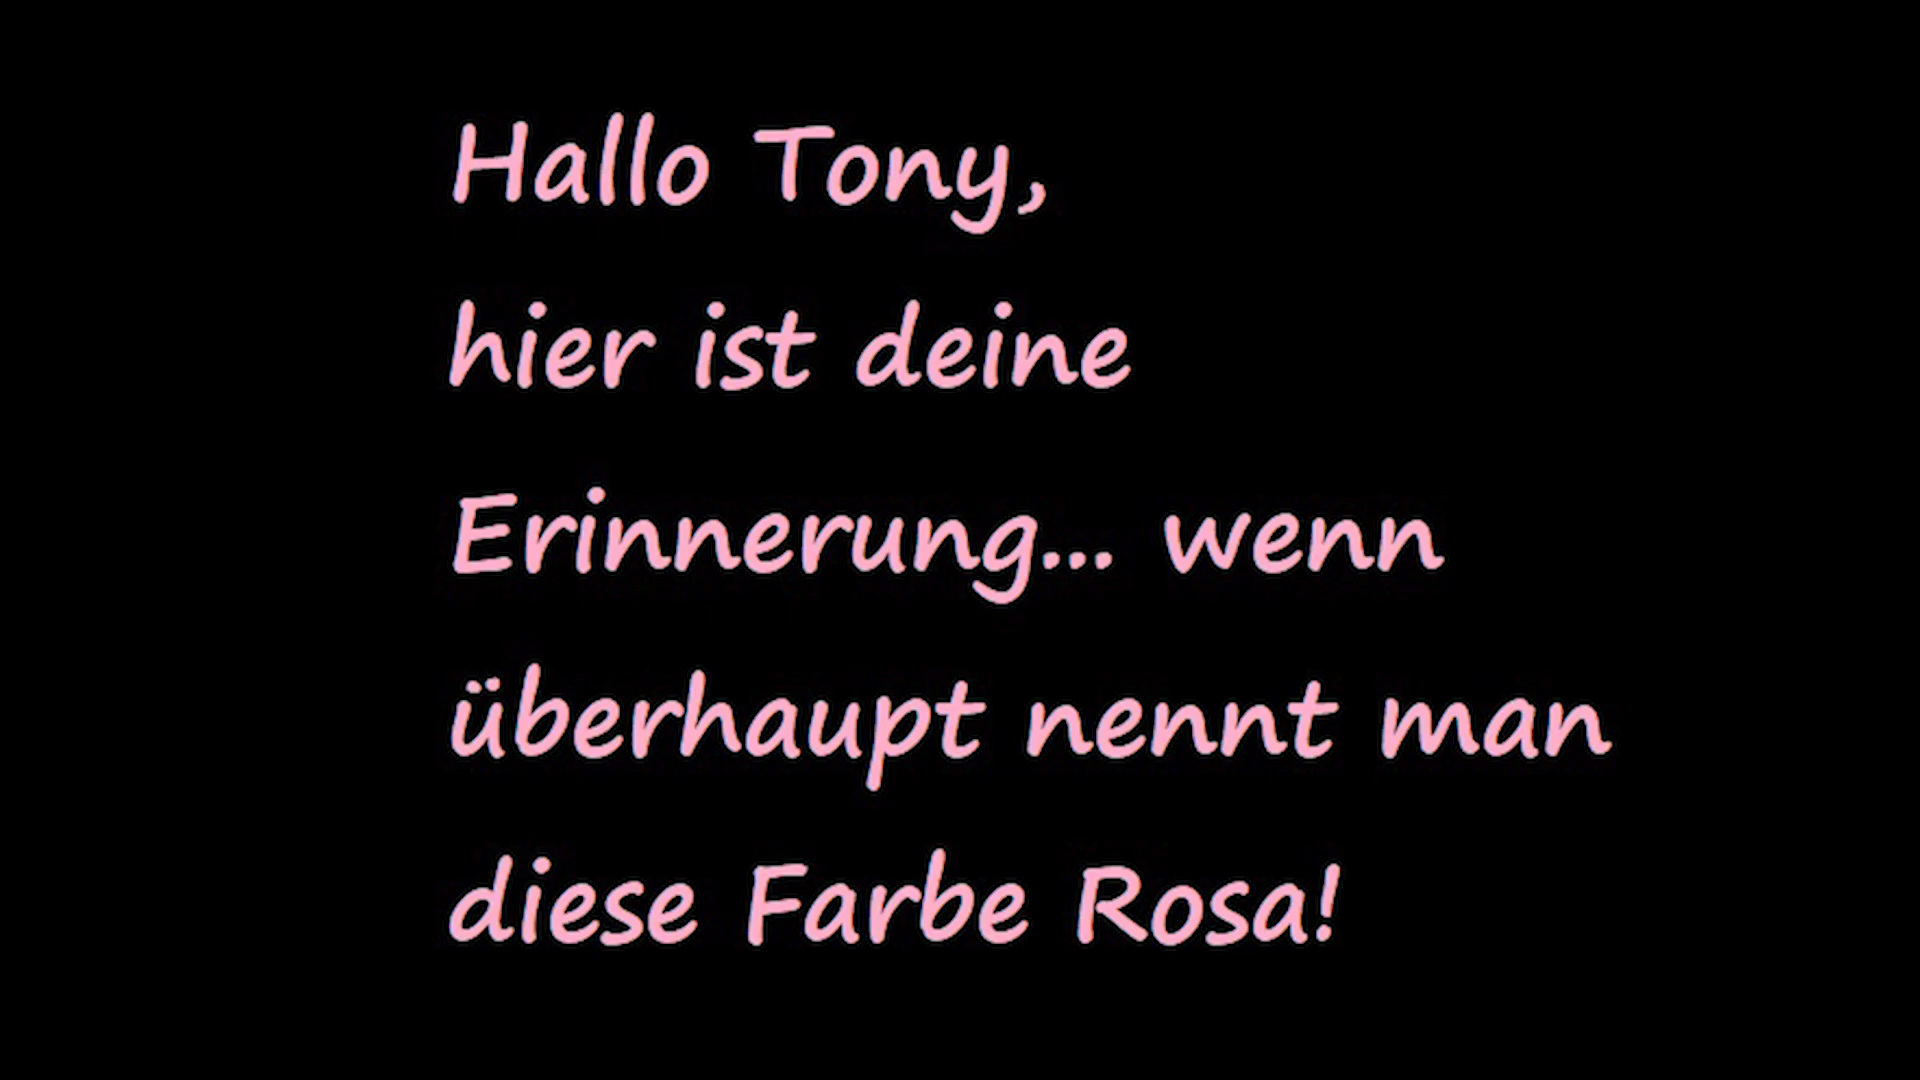 Hallo Tony,
hier ist deine
Erinnerung... wenn
überhaupt nennt man
diese Farbe Rosa!